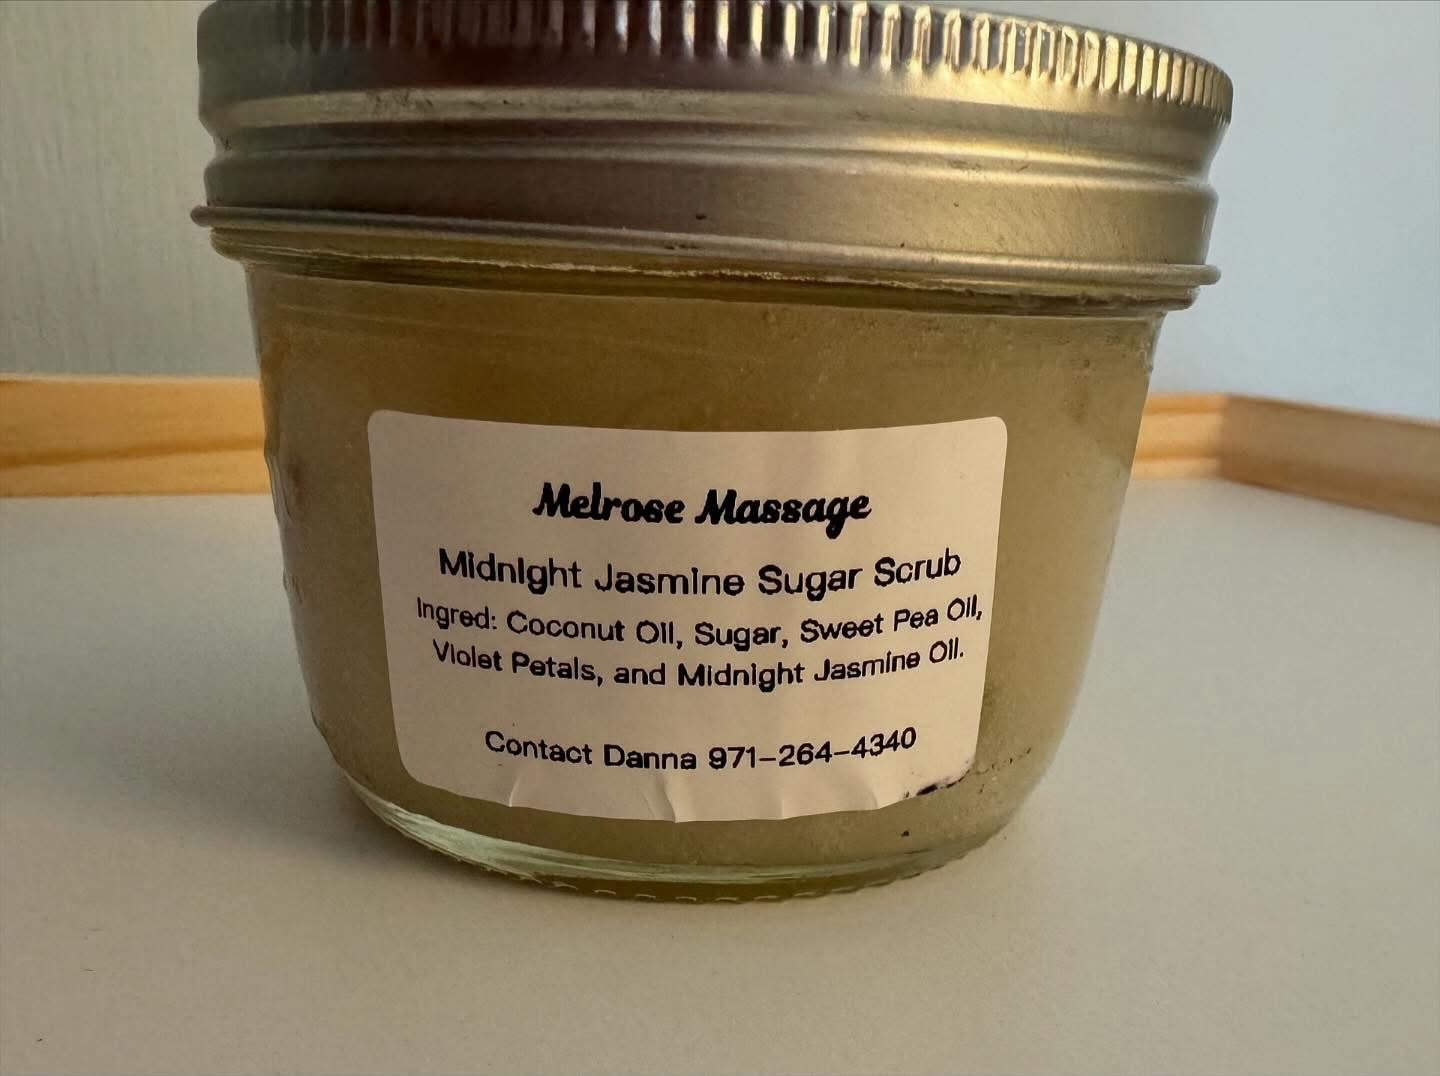 Melrose Massage
Midnight Jasmine Sugar Scrub
Ingred: Coconut Oil, Sugar, Sweet Pea Oil,
Violet Petals, and Midnight Jasmine Oil.
Contact Danna 971-264-4340